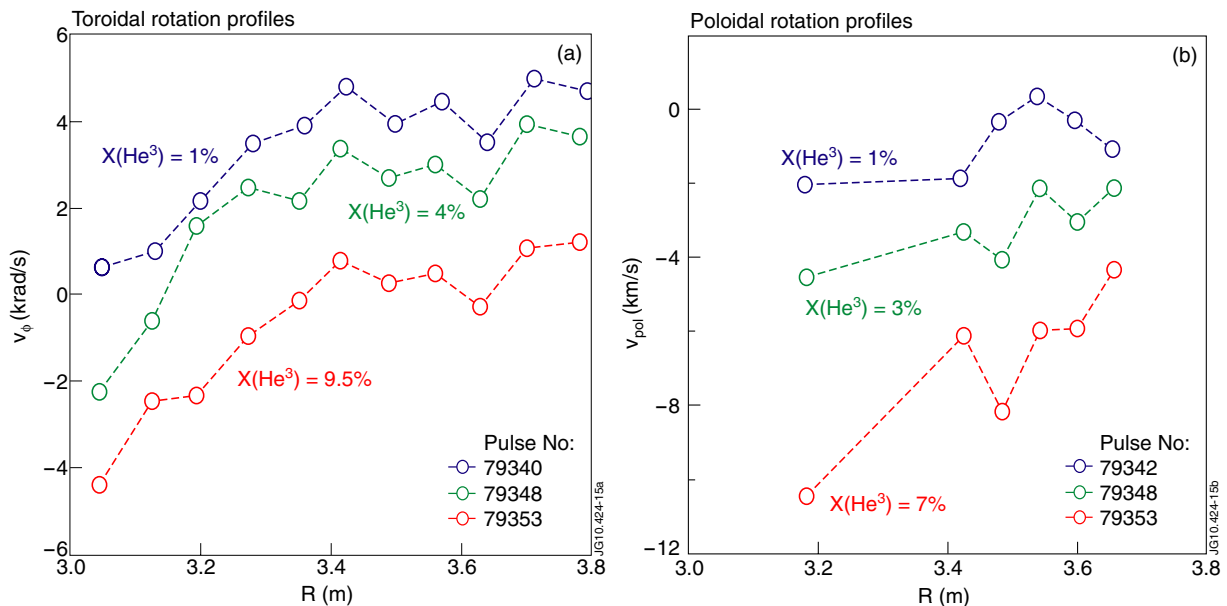 Toroidal rotation profiles
(a)
6
4
2
0
−2
−4
−6
v_ϕ (krad/s)
X(He³) = 1%
X(He³) = 4%
X(He³) = 9.5%
Pulse No:
79340
79348
79353
JG10.424-15a
3.0 3.2 3.4 3.6 3.8
R (m)
Poloidal rotation profiles
(b)
0
−4
−8
−12
v_pol (km/s)
X(He³) = 1%
X(He³) = 3%
X(He³) = 7%
Pulse No:
79342
79348
79353
JG10.424-15b
3.0 3.2 3.4 3.6 3.8
R (m)